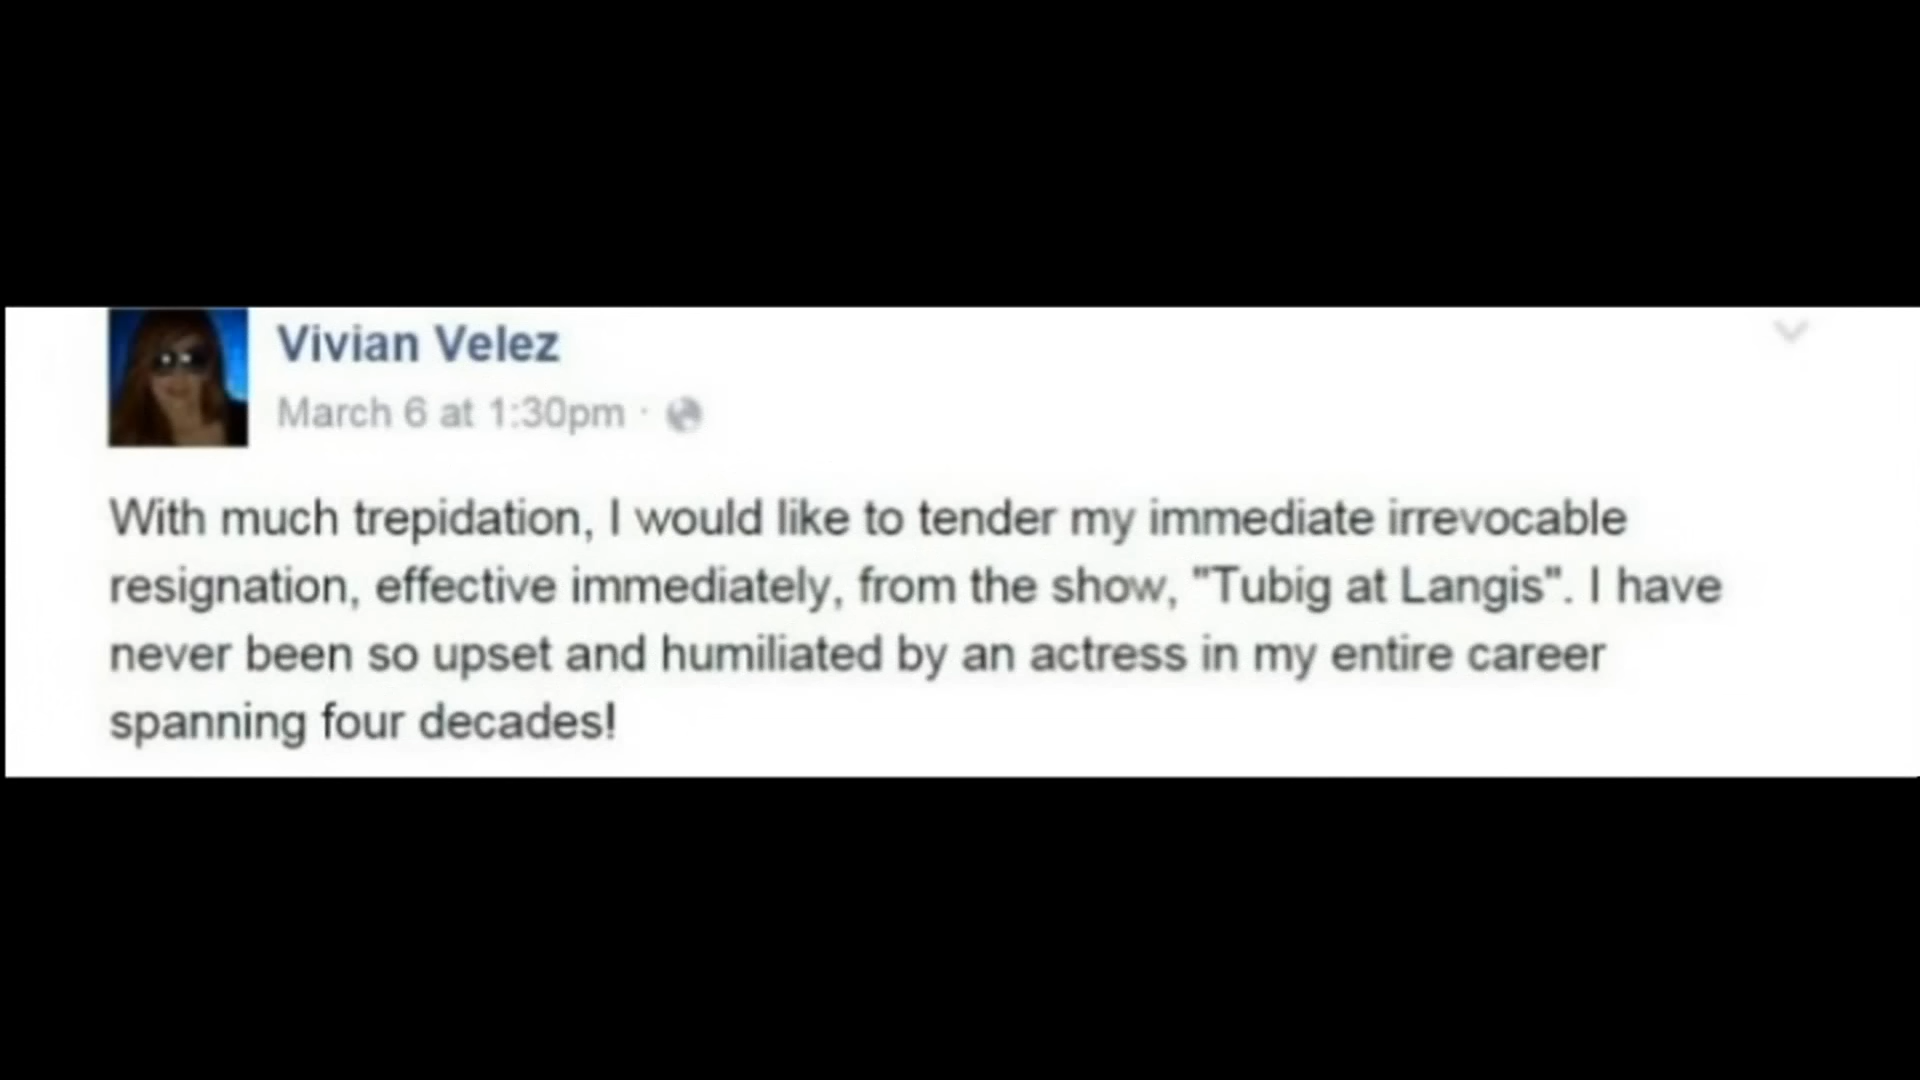 Vivian Velez
March 6 at 1:30pm ·
With much trepidation, I would like to tender my immediate irrevocable
resignation, effective immediately, from the show, "Tubig at Langis". I have
never been so upset and humiliated by an actress in my entire career
spanning four decades!